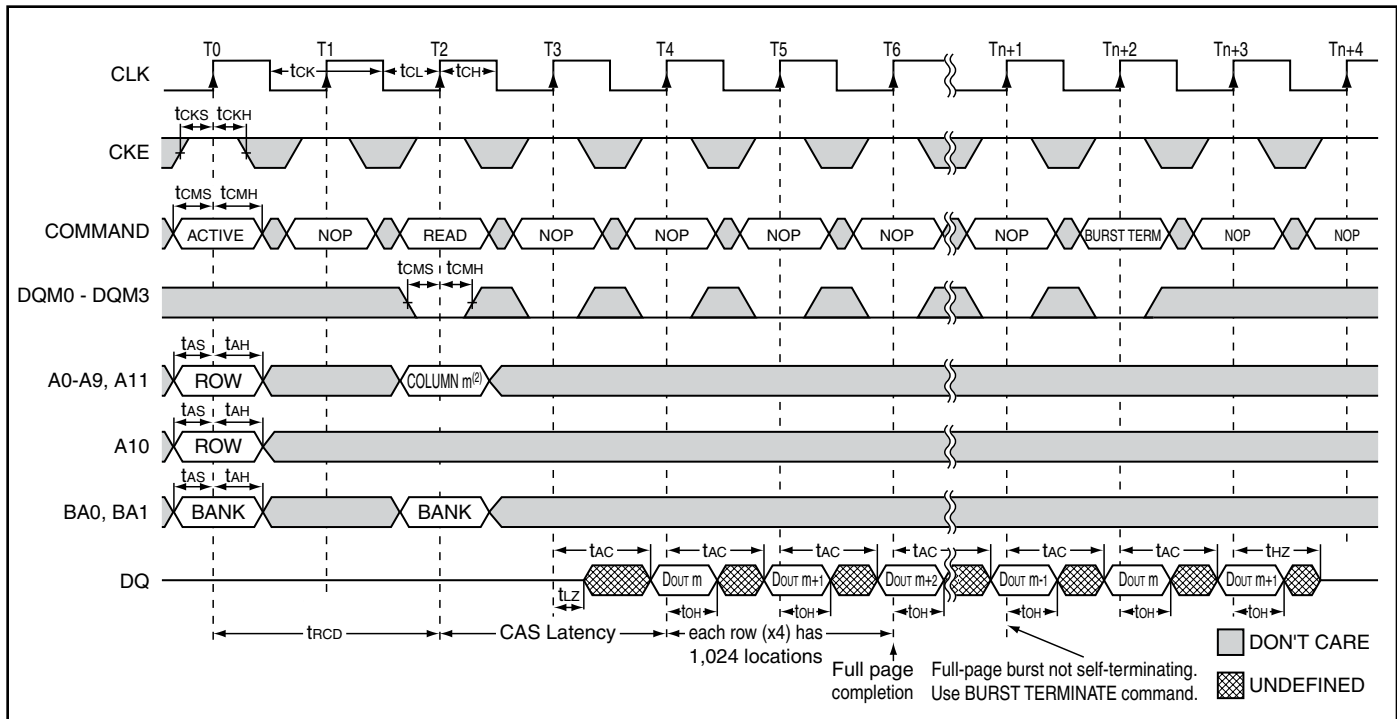 T0 T1 T2 T3 T4 T5 T6 Tn+1 Tn+2 Tn+3 Tn+4
CLK tCK tCL tCH
tCKS tCKH
CKE
tCMS tCMH
COMMAND ACTIVE NOP READ NOP NOP NOP NOP NOP BURST TERM NOP NOP
tCMS tCMH
DQM0 - DQM3
tAS tAH
A0-A9, A11 ROW COLUMN m(2)
tAS tAH
A10 ROW
tAS tAH
BA0, BA1 BANK BANK
tAC tAC tAC tAC tAC tAC tHZ
DQ DOUT m DOUT m+1 DOUT m+2 DOUT m-1 DOUT m DOUT m+1
tLZ tOH tOH tOH tOH tOH tOH
tRCD CAS Latency each row (x4) has
1,024 locations
Full page
completion
Full-page burst not self-terminating.
Use BURST TERMINATE command.
DON'T CARE
UNDEFINED